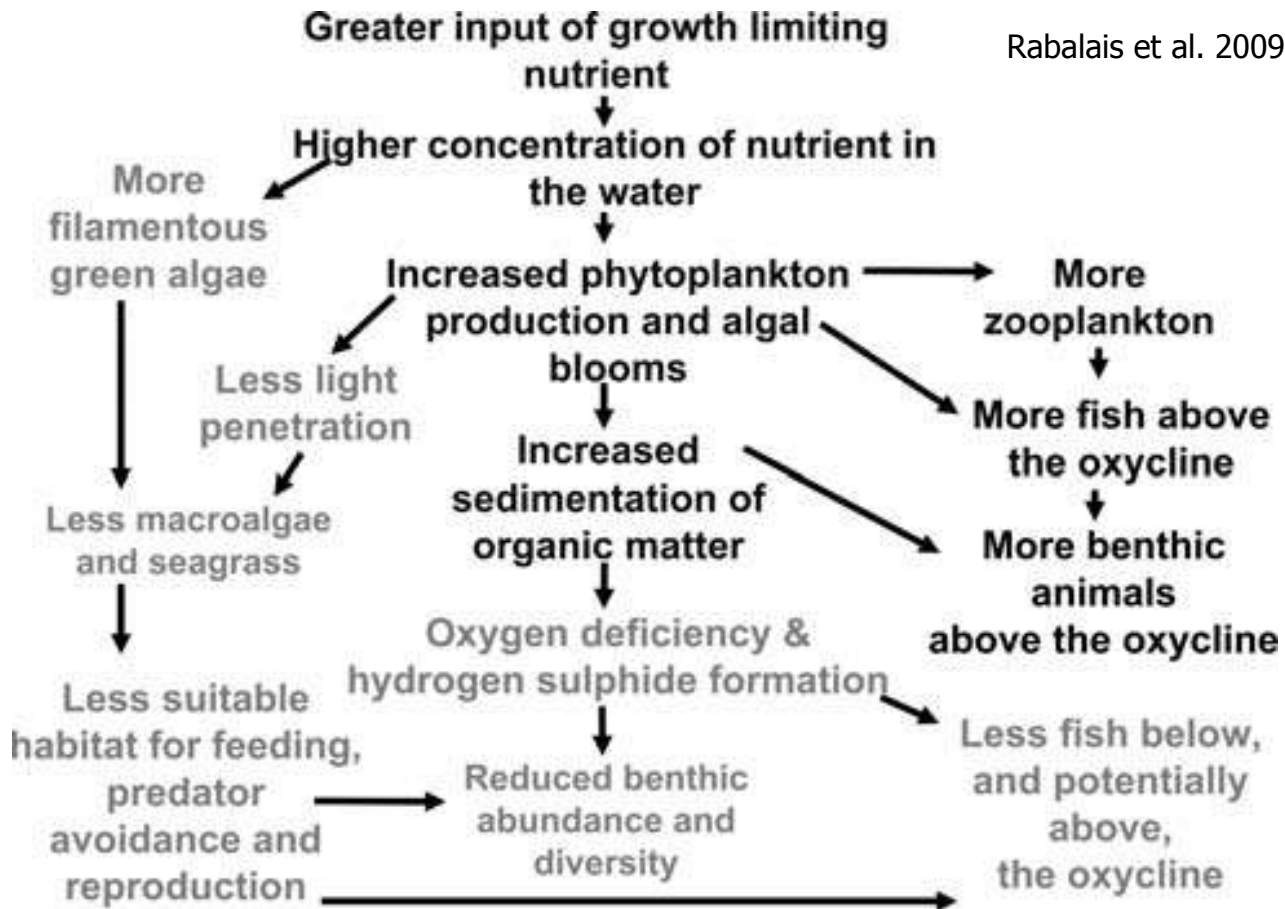 Greater input of growth limiting
nutrient
Rabalais et al. 2009
Higher concentration of nutrient in
the water
More
filamentous
green algae
Increased phytoplankton
production and algal
blooms
More
zooplankton
Less light
penetration
More fish above
the oxycline
Increased
sedimentation of
organic matter
Less macroalgae
and seagrass
More benthic
animals
above the oxycline
Oxygen deficiency &
hydrogen sulphide formation
Less suitable
habitat for feeding,
predator
avoidance and
reproduction
Reduced benthic
abundance and
diversity
Less fish below,
and potentially
above,
the oxycline